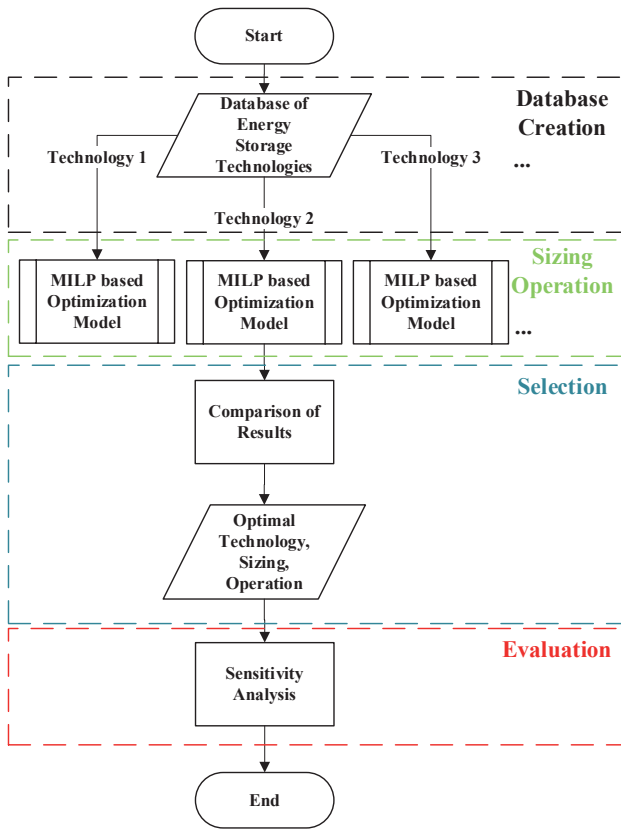 Start
Database of
Energy
Storage
Technologies
Database
Creation
...
Technology 1
Technology 3
Technology 2
Sizing
Operation
...
MILP based
Optimization
Model
MILP based
Optimization
Model
MILP based
Optimization
Model
Selection
Comparison of
Results
Optimal
Technology,
Sizing,
Operation
Evaluation
Sensitivity
Analysis
End